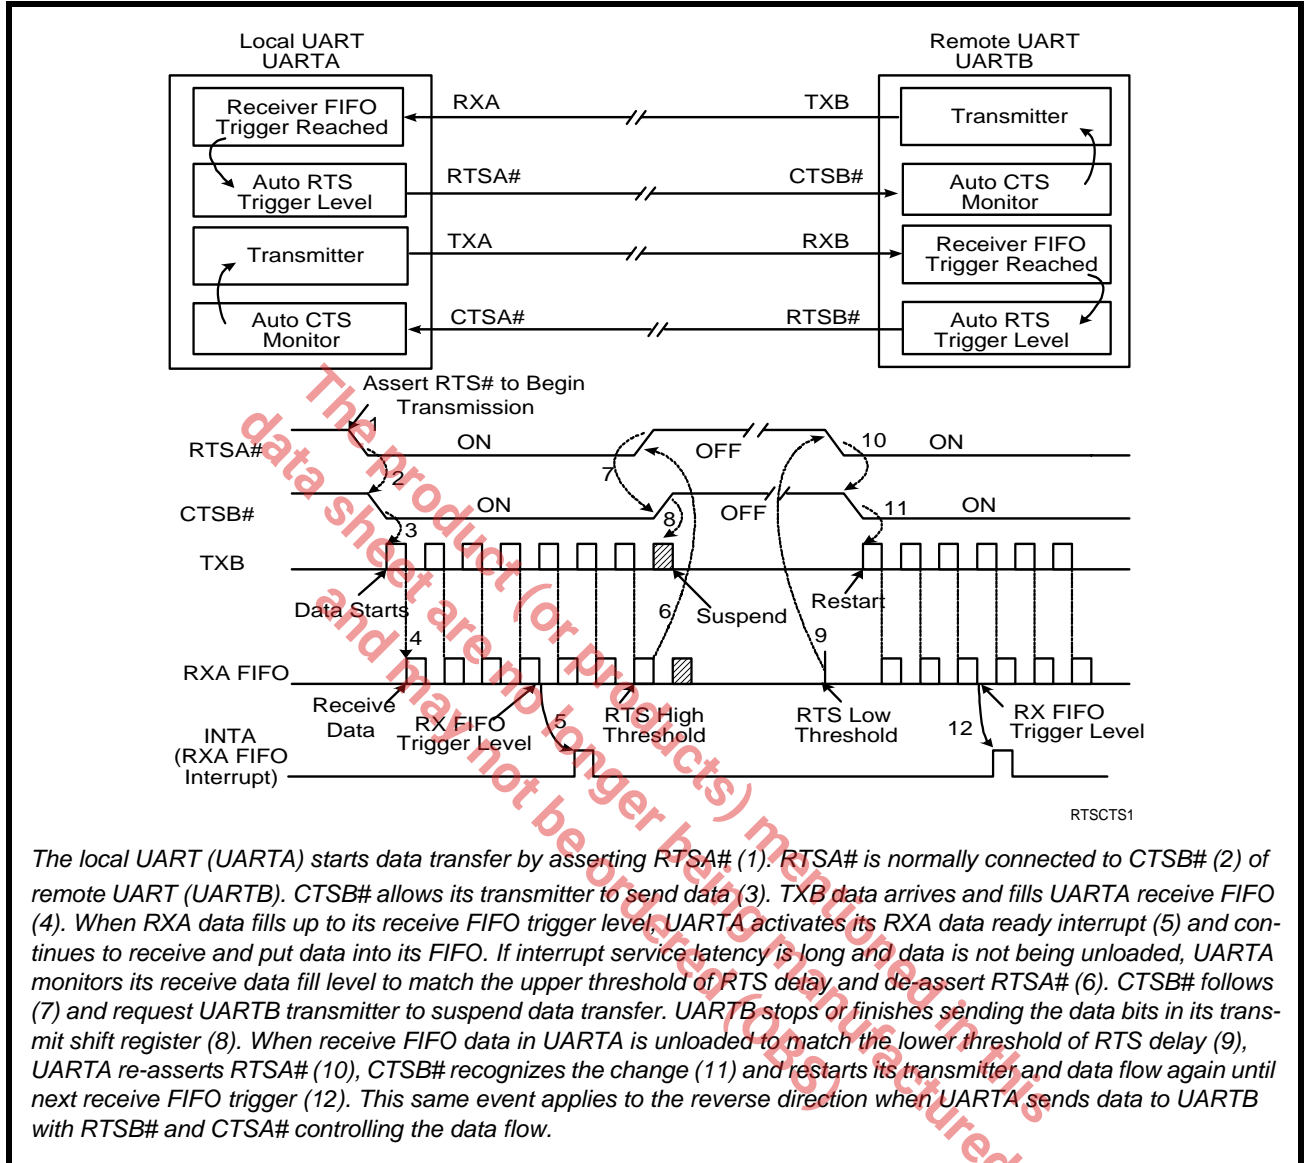 Local UART
UARTA
Remote UART
UARTB
Receiver FIFO
Trigger Reached
RXA
TXB
Transmitter
Auto RTS
Trigger Level
RTSA#
CTSB#
Auto CTS
Monitor
Transmitter
TXA
RXB
Receiver FIFO
Trigger Reached
Auto CTS
Monitor
CTSA#
RTSB#
Auto RTS
Trigger Level
Assert RTS# to Begin
Transmission
1
RTSA#
ON
OFF
10
ON
2
7
CTSB#
ON
8
OFF
11
ON
3
TXB
Data Starts
6
Suspend
Restart
4
9
RXA FIFO
Receive
Data
RX FIFO
Trigger Level
5
RTS High
Threshold
RTS Low
Threshold
12
RX FIFO
Trigger Level
INTA
(RXA FIFO
Interrupt)
RTSCTS1
The local UART (UARTA) starts data transfer by asserting RTSA# (1). RTSA# is normally connected to CTSB# (2) of
remote UART (UARTB). CTSB# allows its transmitter to send data (3). TXB data arrives and fills UARTA receive FIFO
(4). When RXA data fills up to its receive FIFO trigger level, UARTA activates its RXA data ready interrupt (5) and con-
tinues to receive and put data into its FIFO. If interrupt service latency is long and data is not being unloaded, UARTA
monitors its receive data fill level to match the upper threshold of RTS delay and de-assert RTSA# (6). CTSB# follows
(7) and request UARTB transmitter to suspend data transfer. UARTB stops or finishes sending the data bits in its trans-
mit shift register (8). When receive FIFO data in UARTA is unloaded to match the lower threshold of RTS delay (9),
UARTA re-asserts RTSA# (10), CTSB# recognizes the change (11) and restarts its transmitter and data flow again until
next receive FIFO trigger (12). This same event applies to the reverse direction when UARTA sends data to UARTB
with RTSB# and CTSA# controlling the data flow.
The product (or products) mentioned in this
data sheet are no longer being manufactured
and may not be ordered (OBS)